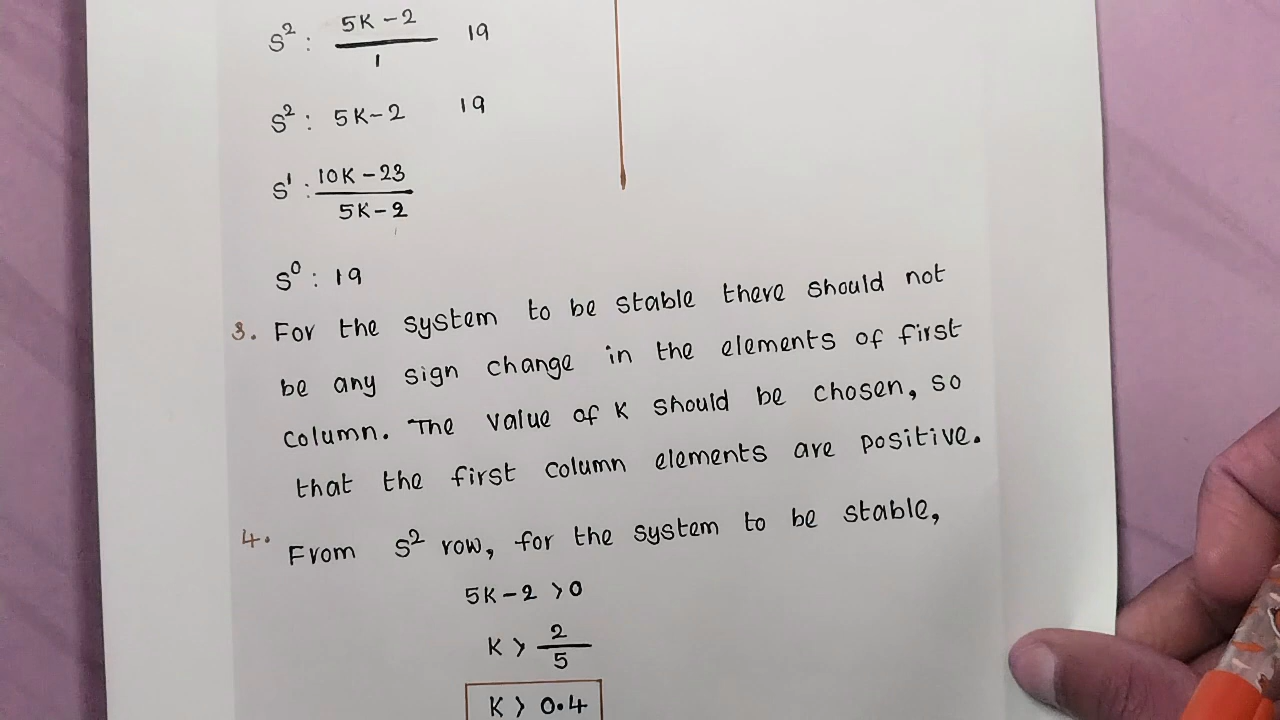 S²: (5K-2)/1 19
S²: 5K-2 19
S¹: (10K-23)/(5K-2)
S⁰: 19
3. For the system to be stable there should not
be any sign change in the elements of first
column. The value of K should be chosen, so
that the first column elements are positive.
4. From S² row, for the system to be stable,
5K-2 > 0
K > 2/5
K > 0.4